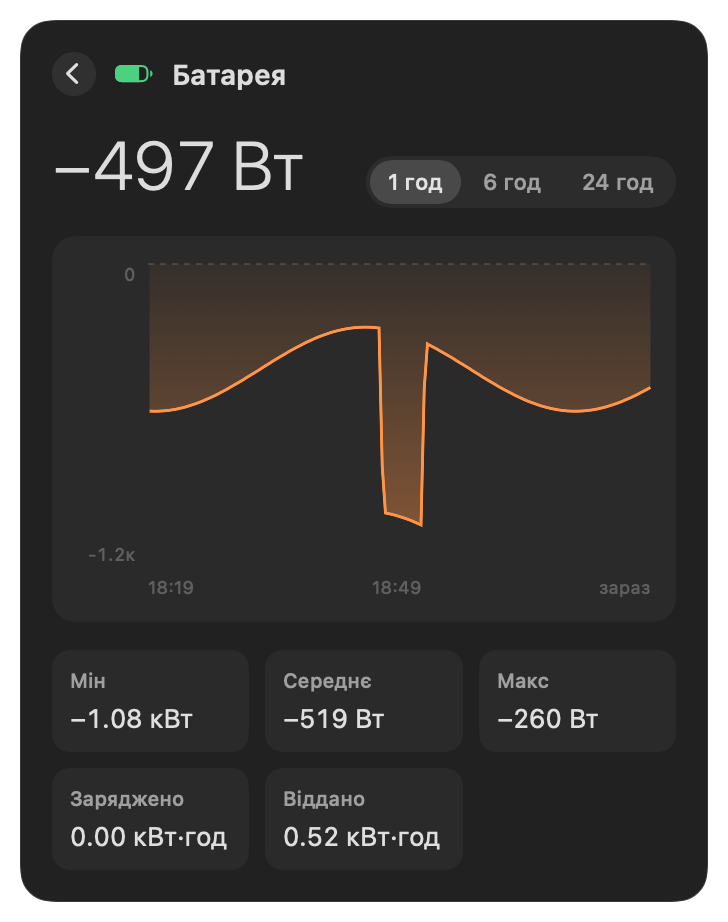 Батарея
−497 Вт
1 год 6 год 24 год
0
-1.2к
18:19 18:49 зараз
Мін Середнє Макс
−1.08 кВт −519 Вт −260 Вт
Заряджено Віддано
0.00 кВт·год 0.52 кВт·год